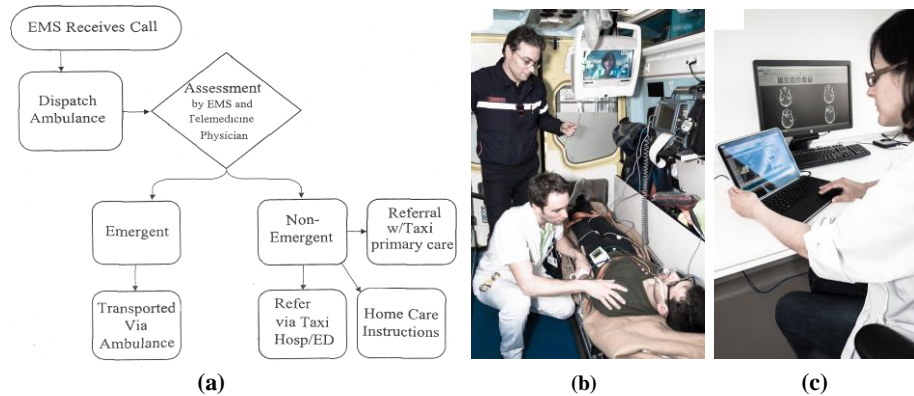 EMS Receives Call
Dispatch
Ambulance
Assessment
by EMS and
Telemedicine
Physician
Emergent
Non-
Emergent
Referral
w/Taxi
primary care
Transported
Via
Ambulance
Refer
via Taxi
Hosp/ED
Home Care
Instructions
(a)
(b)
(c)